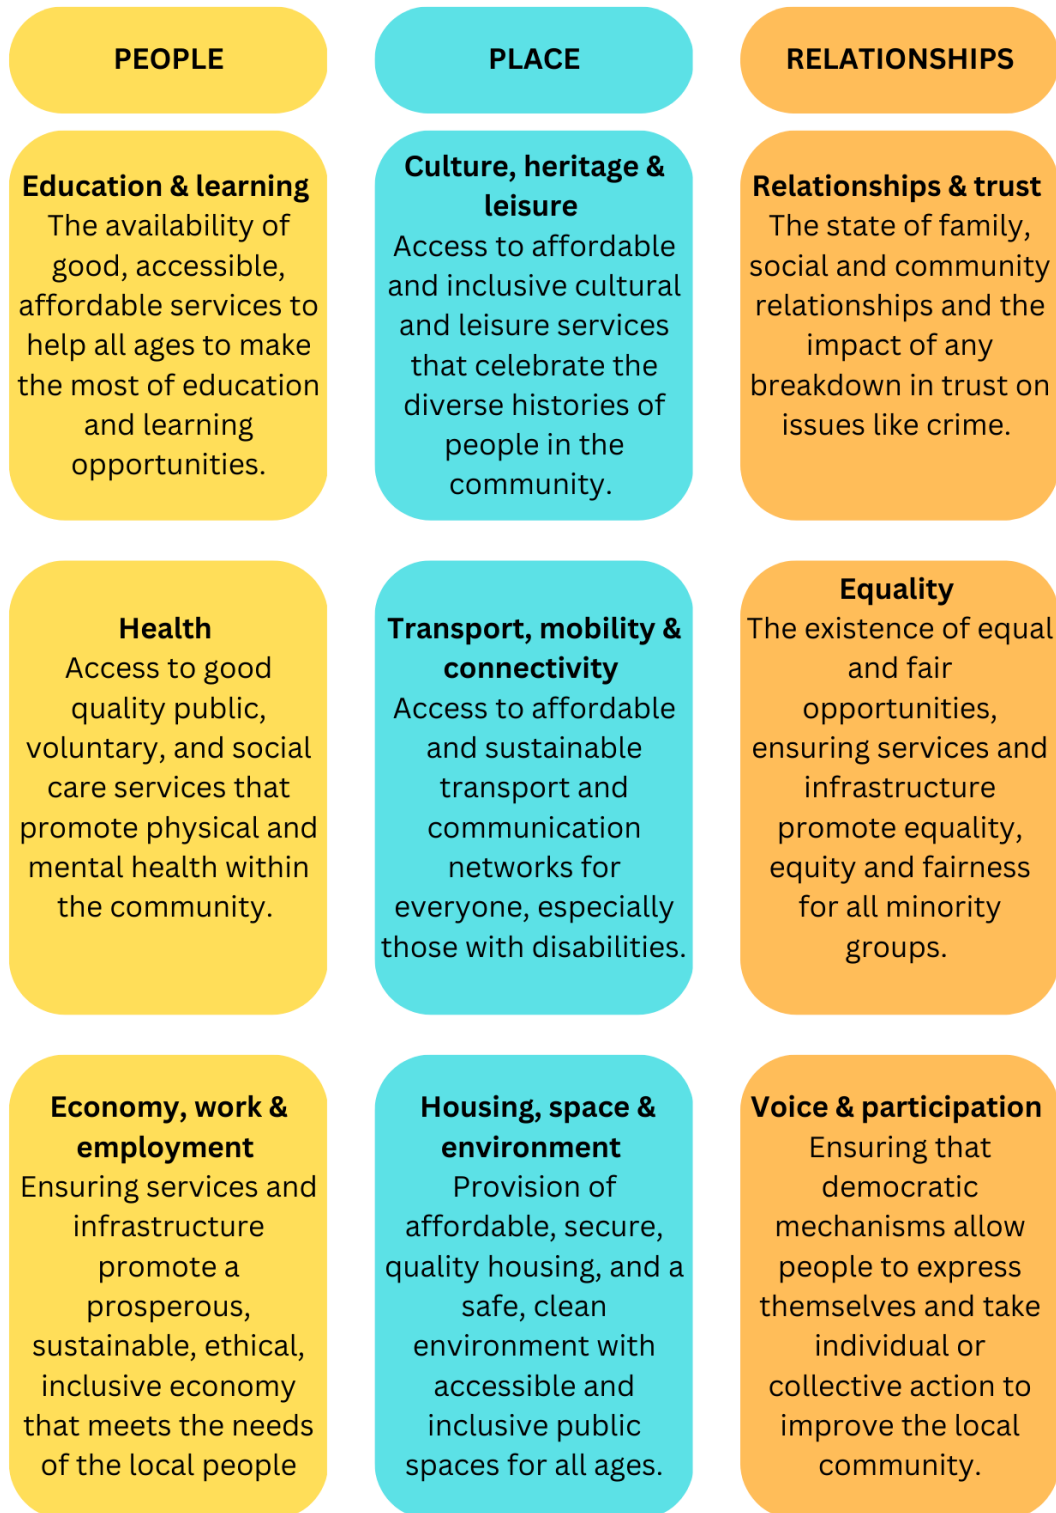 PEOPLE
PLACE
RELATIONSHIPS
Education & learning
The availability of
good, accessible,
affordable services to
help all ages to make
the most of education
and learning
opportunities.
Culture, heritage &
leisure
Access to affordable
and inclusive cultural
and leisure services
that celebrate the
diverse histories of
people in the
community.
Relationships & trust
The state of family,
social and community
relationships and the
impact of any
breakdown in trust on
issues like crime.
Health
Access to good
quality public,
voluntary, and social
care services that
promote physical and
mental health within
the community.
Transport, mobility &
connectivity
Access to affordable
and sustainable
transport and
communication
networks for
everyone, especially
those with disabilities.
Equality
The existence of equal
and fair
opportunities,
ensuring services and
infrastructure
promote equality,
equity and fairness
for all minority
groups.
Economy, work &
employment
Ensuring services and
infrastructure
promote a
prosperous,
sustainable, ethical,
inclusive economy
that meets the needs
of the local people
Housing, space &
environment
Provision of
affordable, secure,
quality housing, and a
safe, clean
environment with
accessible and
inclusive public
spaces for all ages.
Voice & participation
Ensuring that
democratic
mechanisms allow
people to express
themselves and take
individual or
collective action to
improve the local
community.